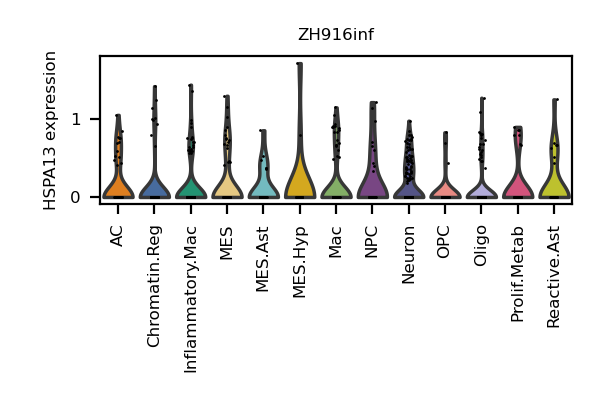 ZH916inf
HSPA13 expression
1
0
AC
Chromatin.Reg
Inflammatory.Mac
MES
MES.Ast
MES.Hyp
Mac
NPC
Neuron
OPC
Oligo
Prolif.Metab
Reactive.Ast